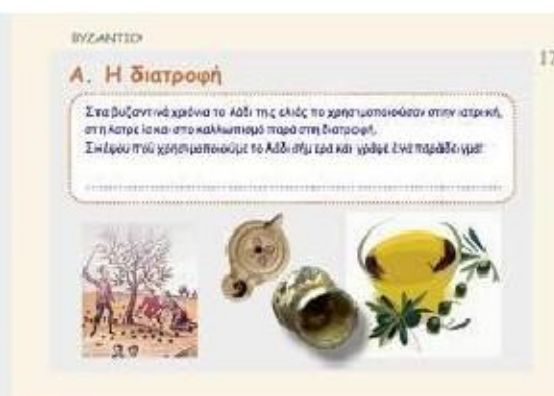 ΒΥΖΑΝΤΙΟ
17
Α. Η διατροφή
Στα βυζαντινά χρόνια το λάδι της ελιάς το χρησιμοποιούσαν στην ιατρική,
στη λατρεία και στο καλλωπισμό παρά στη διατροφή.
Σκέψου πού χρησιμοποιούμε το λάδι σήμερα και γράψε ένα παράδειγμα: